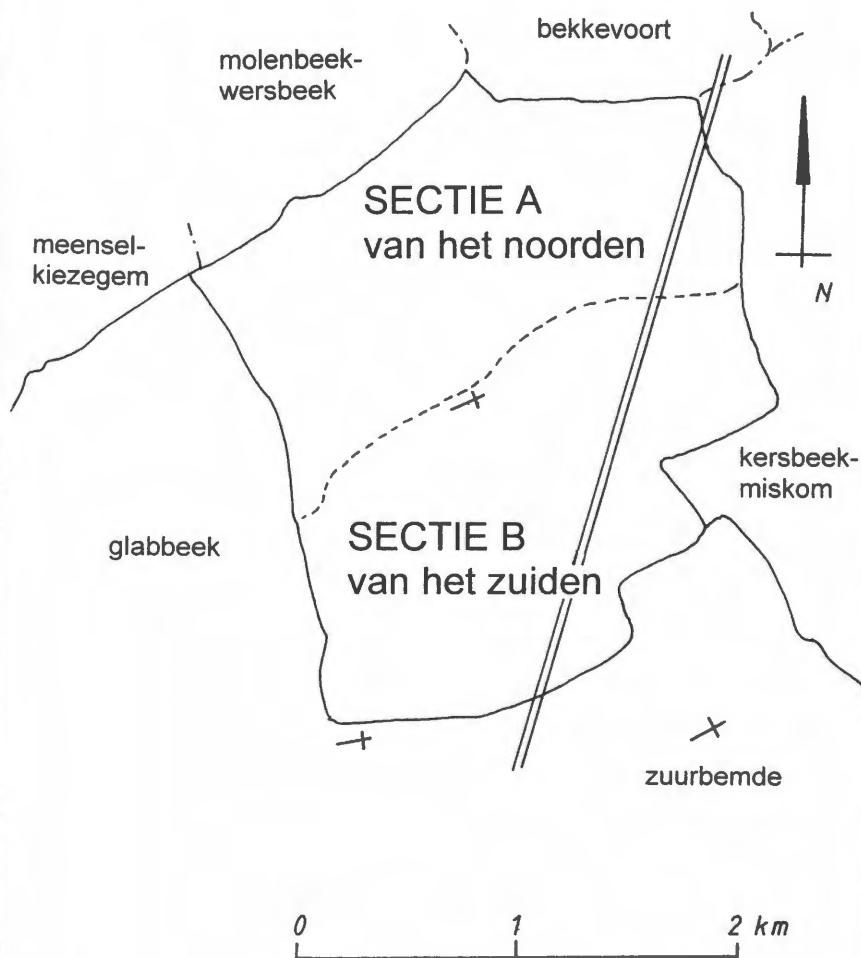 bekkevoort
molenbeek-
wersbeek
SECTIE A
van het noorden
meensel-
kiezegem
N
kersbeek-
miskom
SECTIE B
van het zuiden
glabbeek
zuurbemde
0 1 2 km